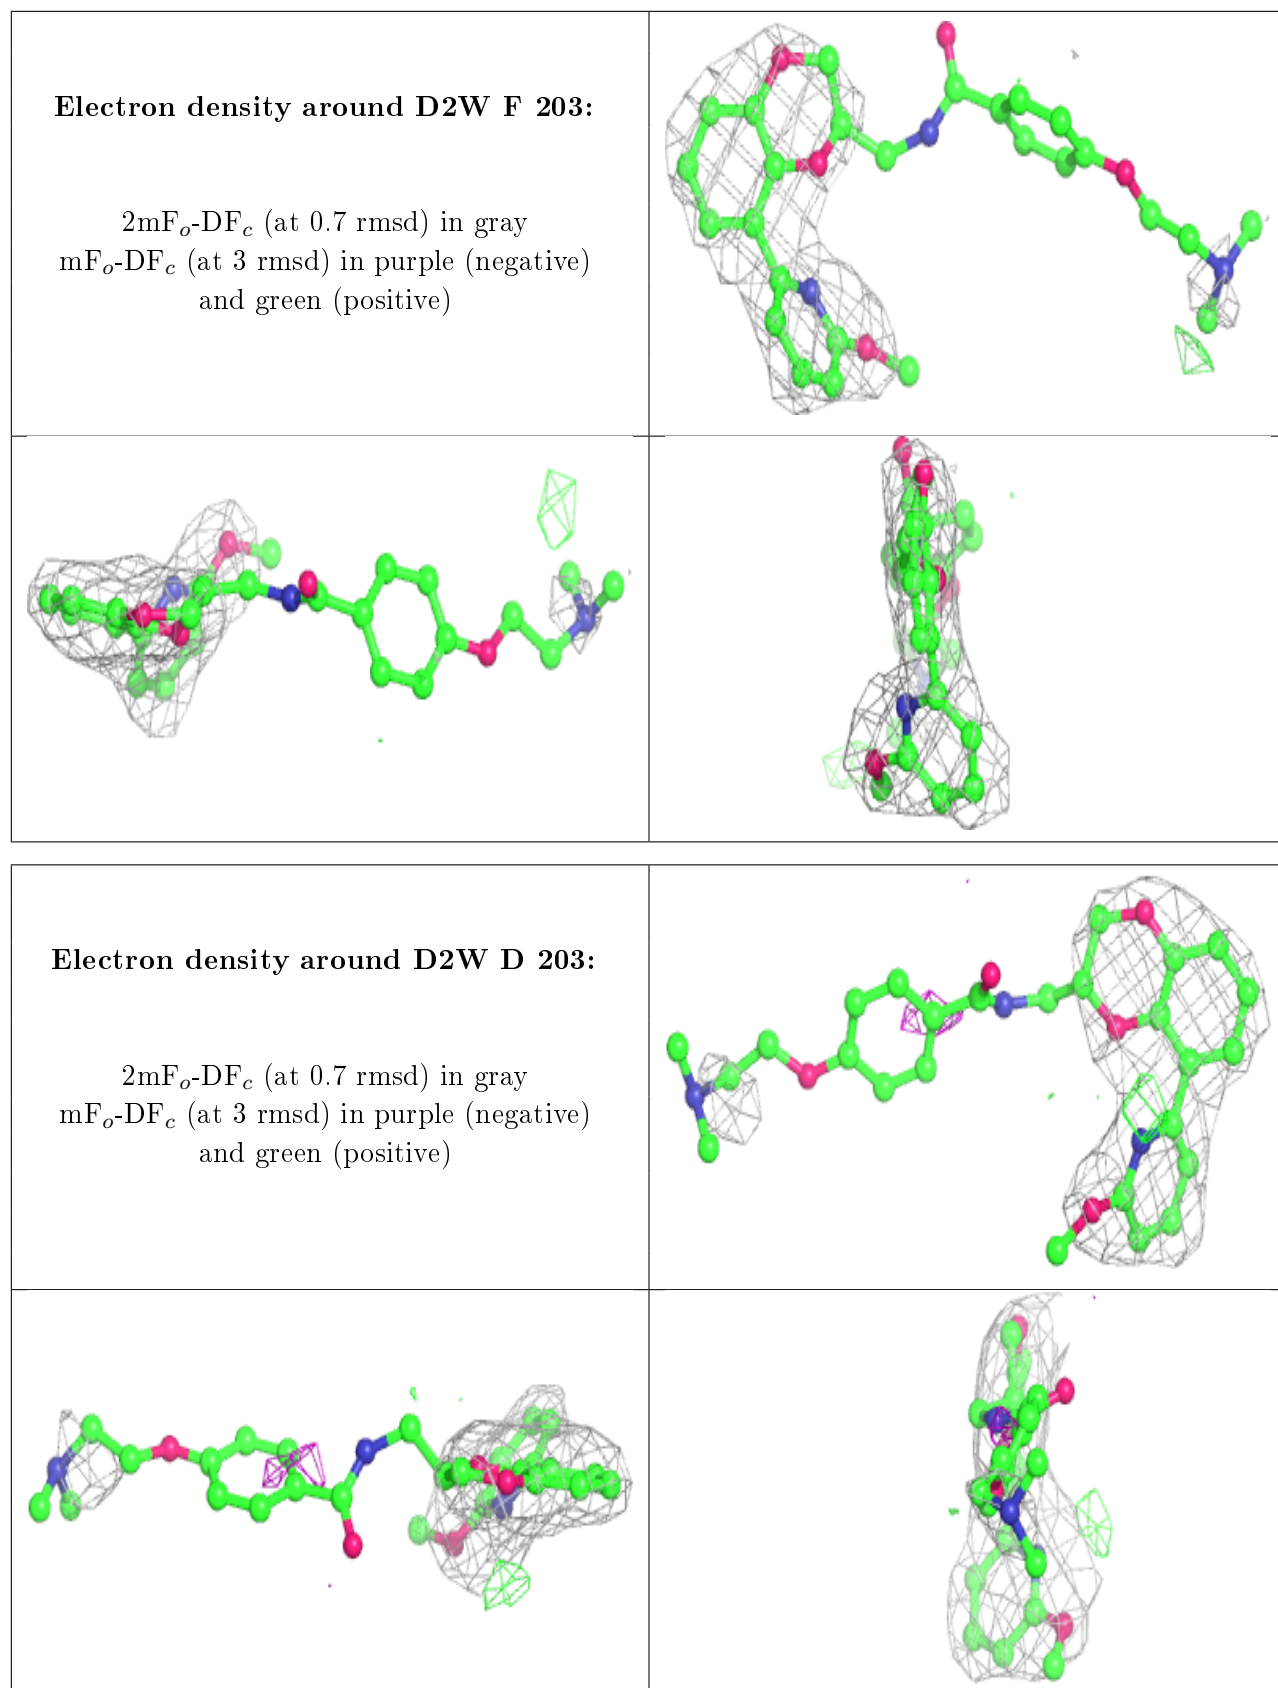 Electron density around D2W F 203:
2mFₒ-DF𝒸 (at 0.7 rmsd) in gray
mFₒ-DF𝒸 (at 3 rmsd) in purple (negative)
and green (positive)
Electron density around D2W D 203:
2mFₒ-DF𝒸 (at 0.7 rmsd) in gray
mFₒ-DF𝒸 (at 3 rmsd) in purple (negative)
and green (positive)